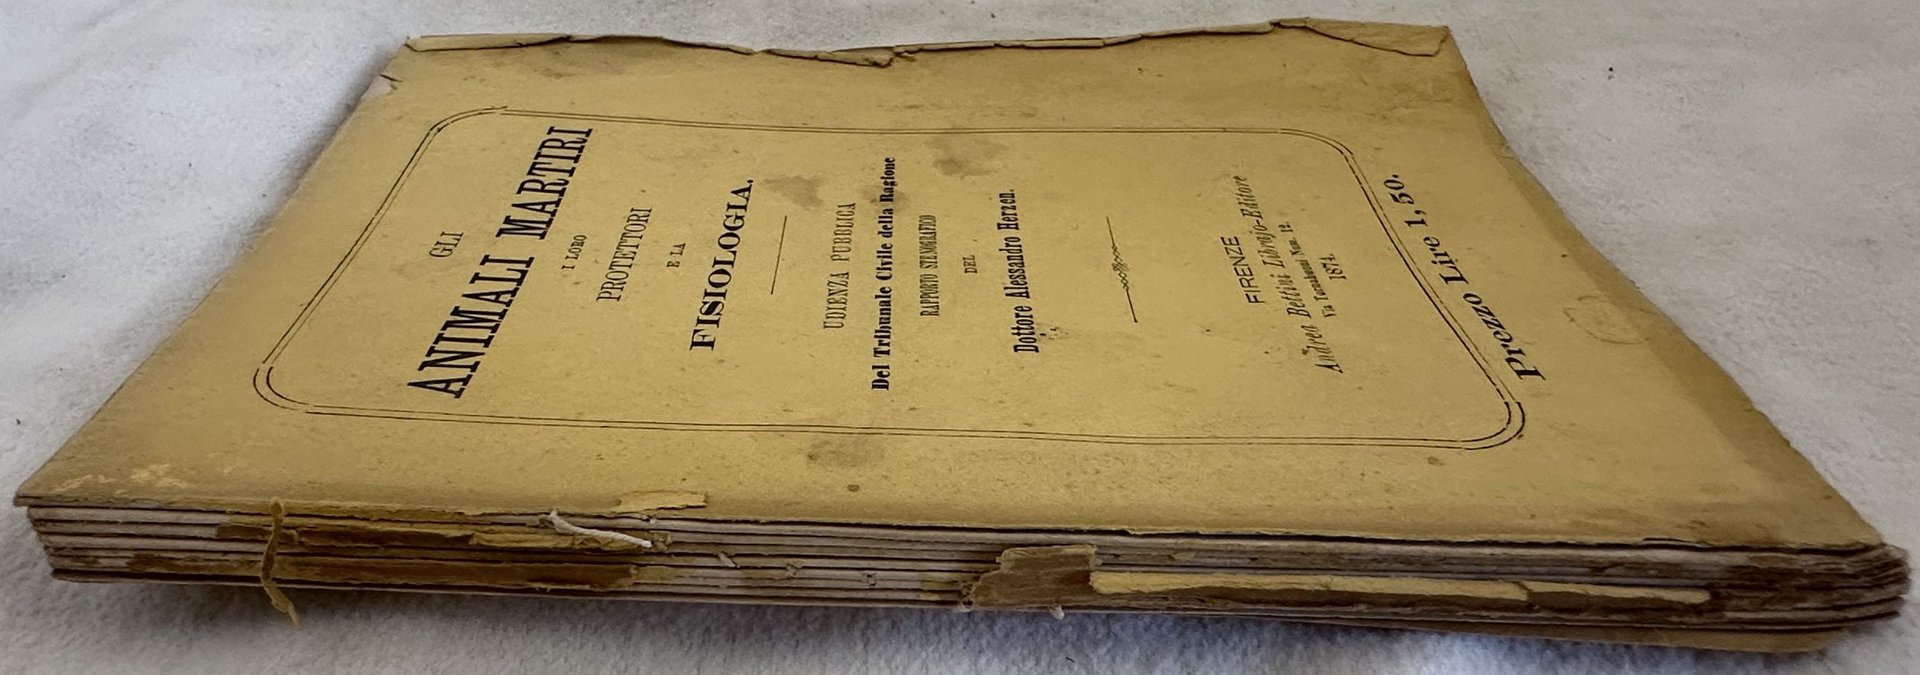 GLI
ANIMALI MARTIRI
I LORO
PROTETTORI
E LA
FISIOLOGIA.
UDIENZA PUBBLICA
Del Tribunale Civile della Ragione
RAPPORTO STENOGRAFICO
DEL
Dottore Alessandro Herzen.
FIRENZE
Andrea Bettini Librajo-Editore
Via Tornabuoni Num. 12.
1874.
Prezzo Lire 1, 50.